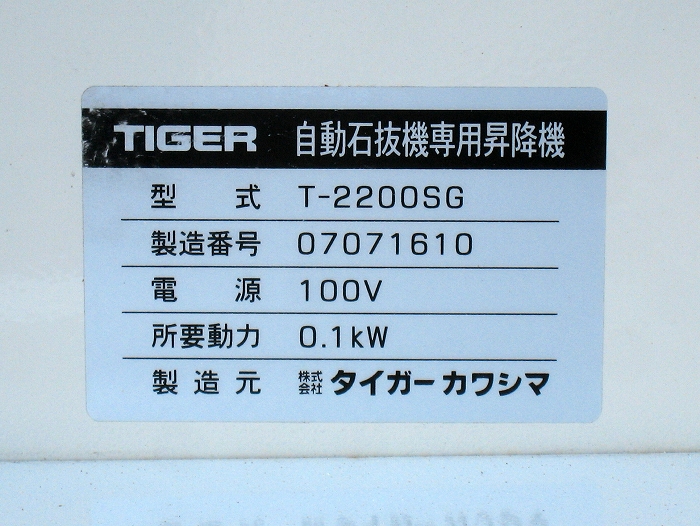 TIGER 自動石抜機専用昇降機
型式 T-2200SG
製造番号 07071610
電源 100V
所要動力 0.1kW
製造元 株式会社 タイガーカワシマ